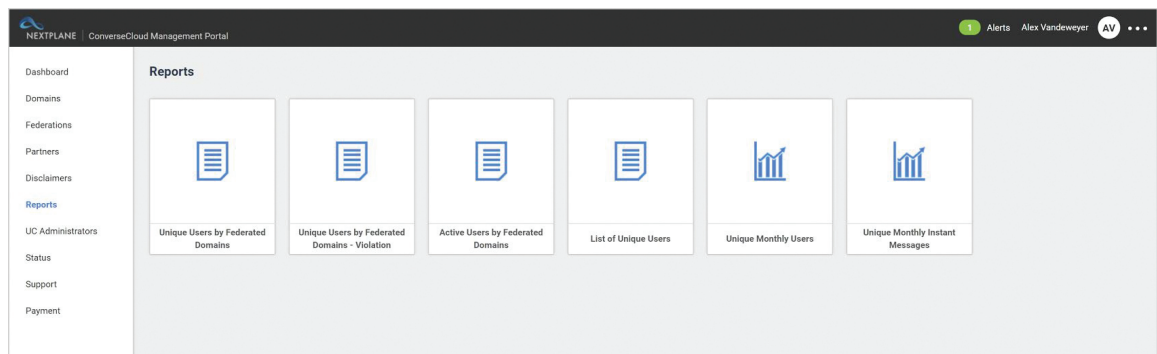 NEXTPLANE ConverseCloud Management Portal
1 Alerts Alex Vandeweyer AV
Dashboard
Domains
Federations
Partners
Disclaimers
Reports
UC Administrators
Status
Support
Payment
Reports
Unique Users by Federated
Domains
Unique Users by Federated
Domains - Violation
Active Users by Federated
Domains
List of Unique Users
Unique Monthly Users
Unique Monthly Instant
Messages